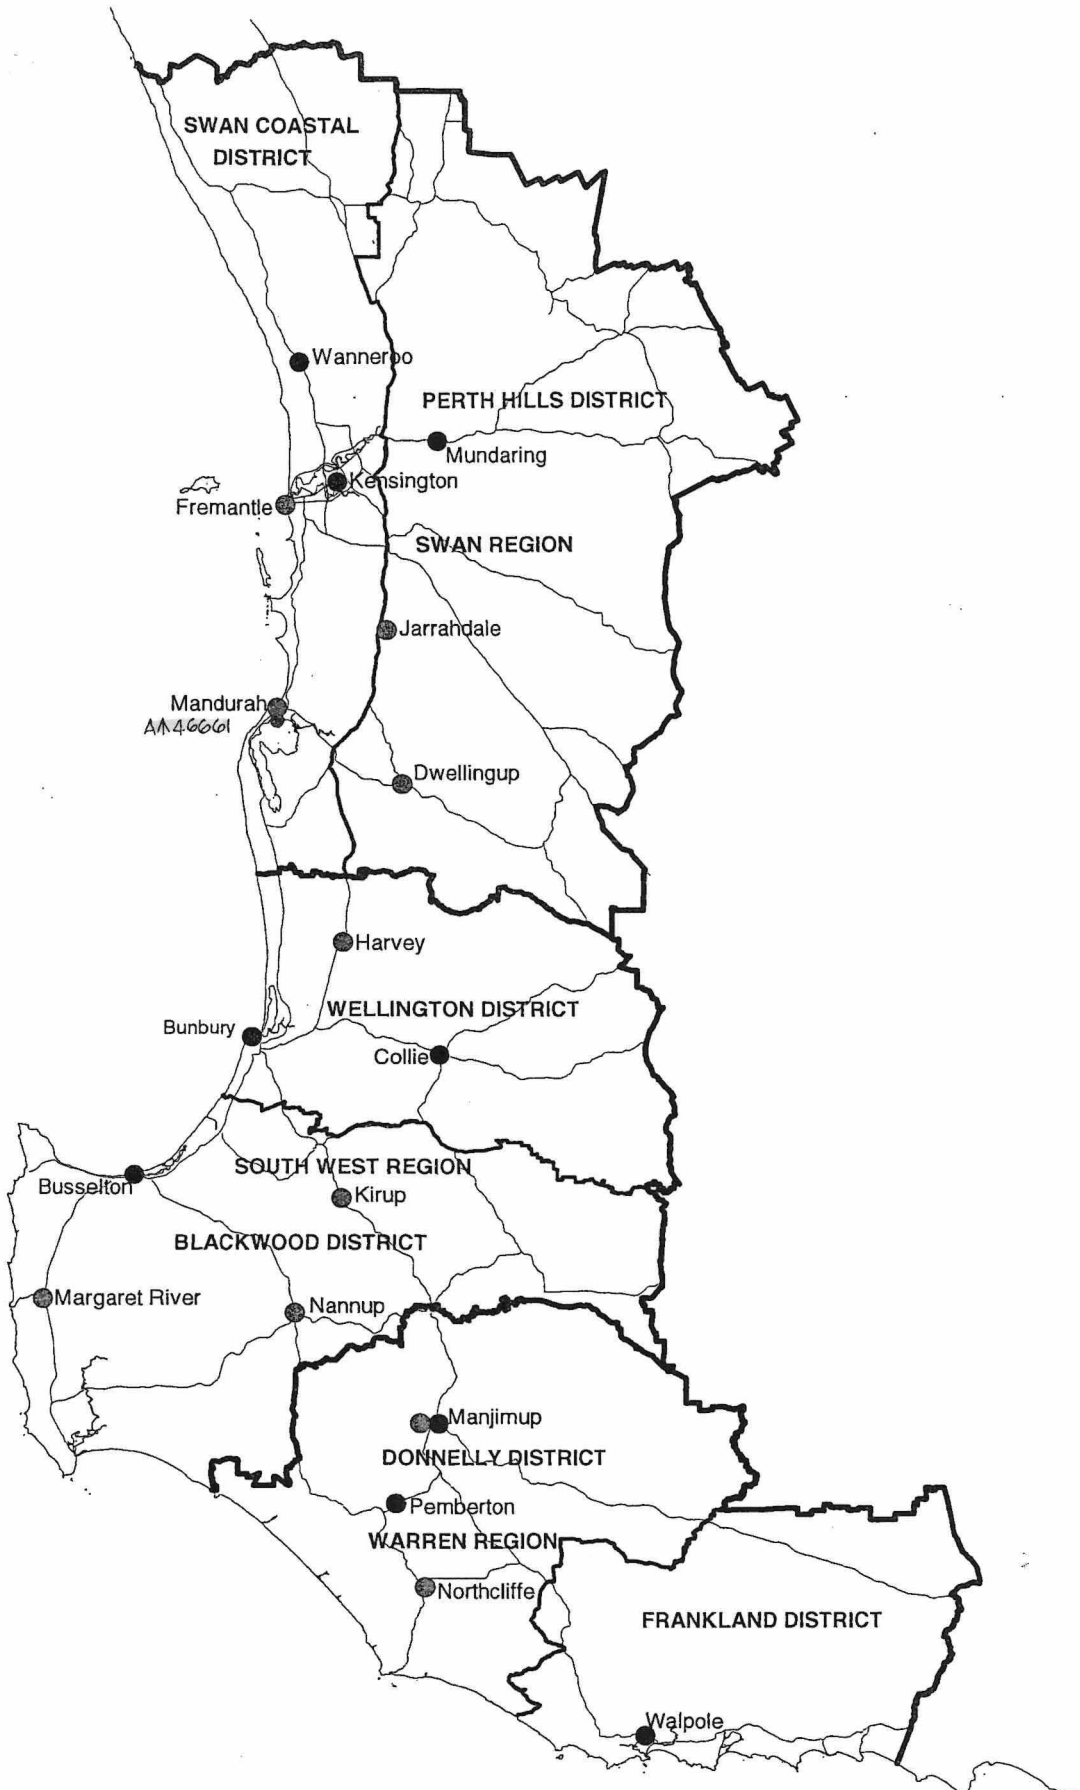 SWAN COASTAL
DISTRICT
Wanneroo
PERTH HILLS DISTRICT
Mundaring
Kensington
Fremantle
SWAN REGION
Jarrahdale
Mandurah
Dwellingup
Harvey
WELLINGTON DISTRICT
Bunbury
Collie
SOUTH WEST REGION
Busselton
Kirup
BLACKWOOD DISTRICT
Margaret River
Nannup
Manjimup
DONNELLY DISTRICT
Pemberton
WARREN REGION
Northcliffe
FRANKLAND DISTRICT
Walpole